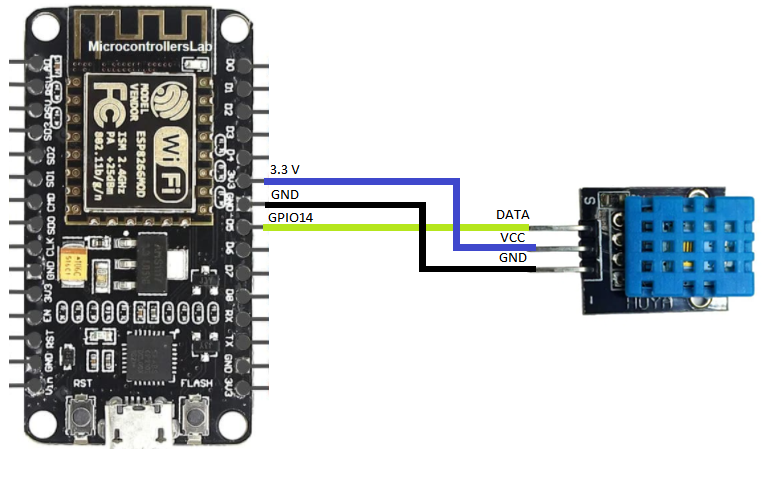 MicrocontrollersLab
A0
RSV
RSV
SD3
SD2
SD1
CMD
SD0
CLK
GND
3V3
EN
RST
GND
Vin
D0
D1
D2
D3
D4
3V3
GND
D5
D6
D7
D8
RX
TX
GND
3V3
MODEL
VENDOR
ESP8266MOD
ISM 2.4GHz
PA +25dBm
802.11b/g/n
FC
WiFi
RST
FLASH
3.3 V
GND
GPIO14
DATA
VCC
GND
S
-
HUYA